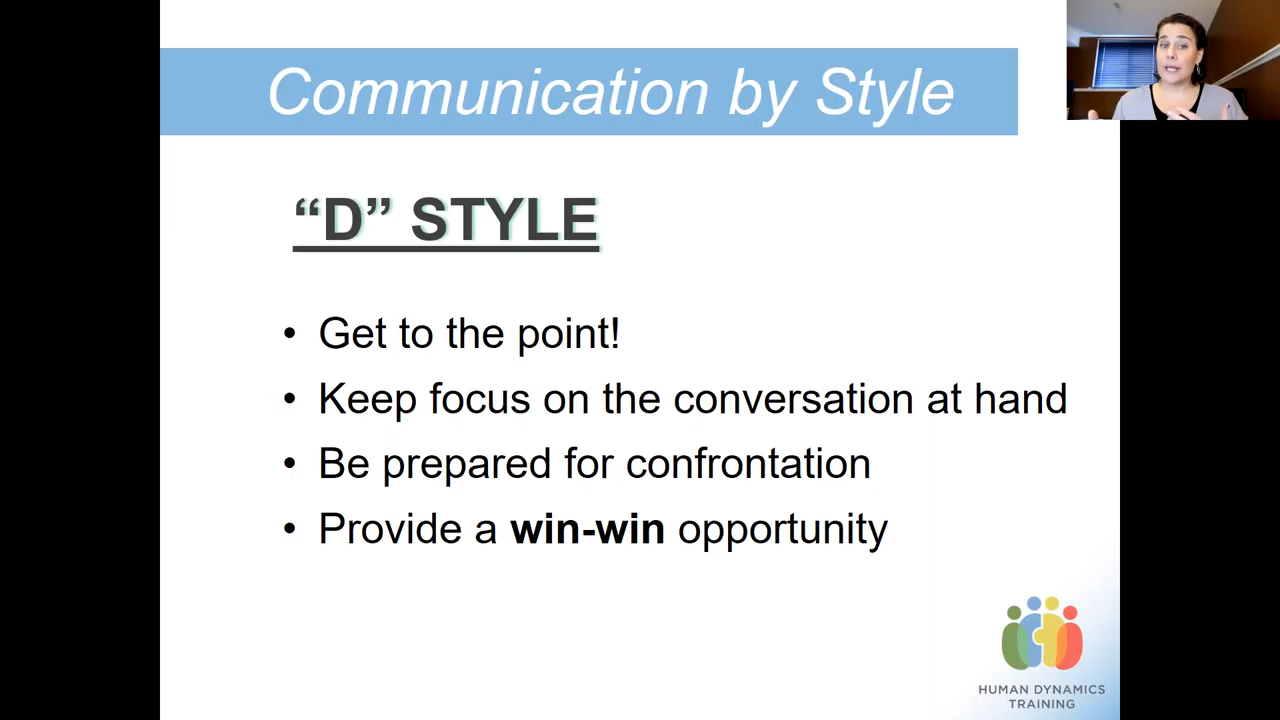 Communication by Style
“D” STYLE
• Get to the point!
• Keep focus on the conversation at hand
• Be prepared for confrontation
• Provide a win-win opportunity
HUMAN DYNAMICS
TRAINING